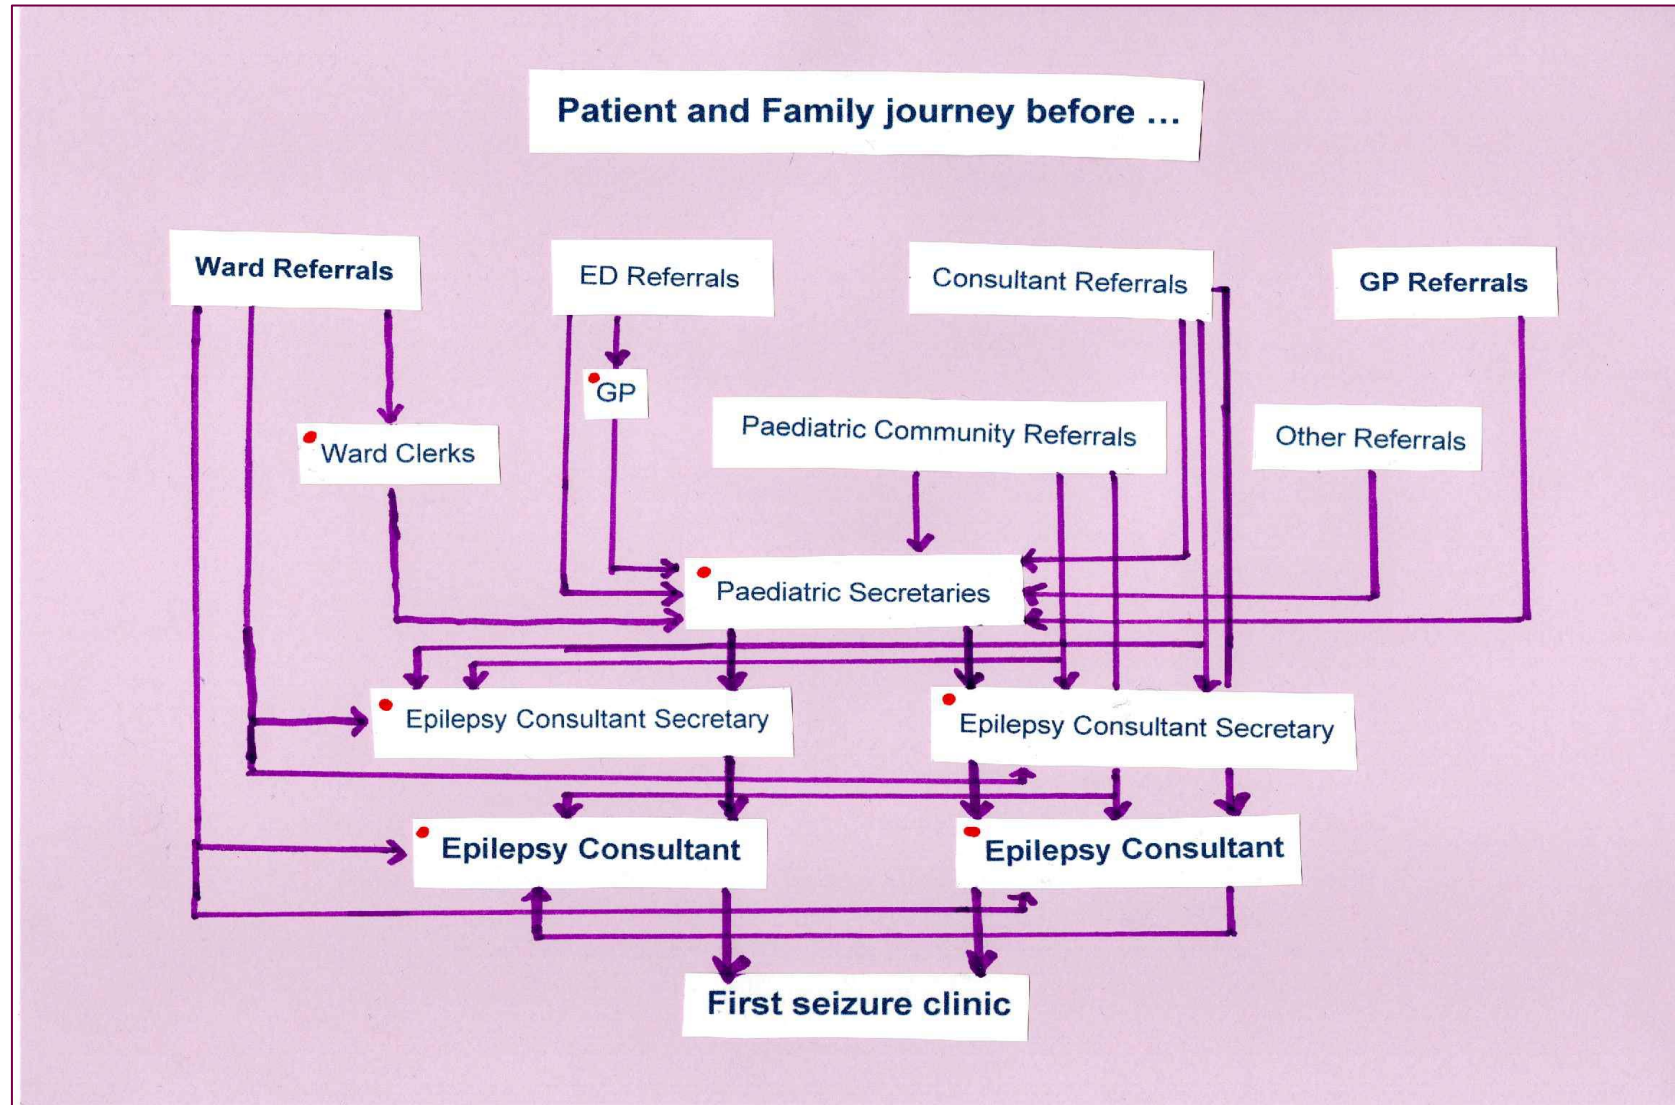 Patient and Family journey before ...
Ward Referrals
ED Referrals
Consultant Referrals
GP Referrals
GP
Paediatric Community Referrals
Other Referrals
Ward Clerks
Paediatric Secretaries
Epilepsy Consultant Secretary
Epilepsy Consultant Secretary
Epilepsy Consultant
Epilepsy Consultant
First seizure clinic